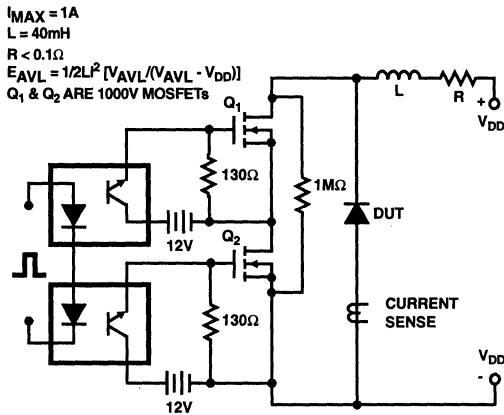 IMAX = 1A
L = 40mH
R < 0.1Ω
EAVL = 1/2LI² [VAVL/(VAVL - VDD)]
Q1 & Q2 ARE 1000V MOSFETs
Q1
L
R
+
VDD
130Ω
1MΩ
DUT
12V
Q2
130Ω
CURRENT
SENSE
VDD
-
12V